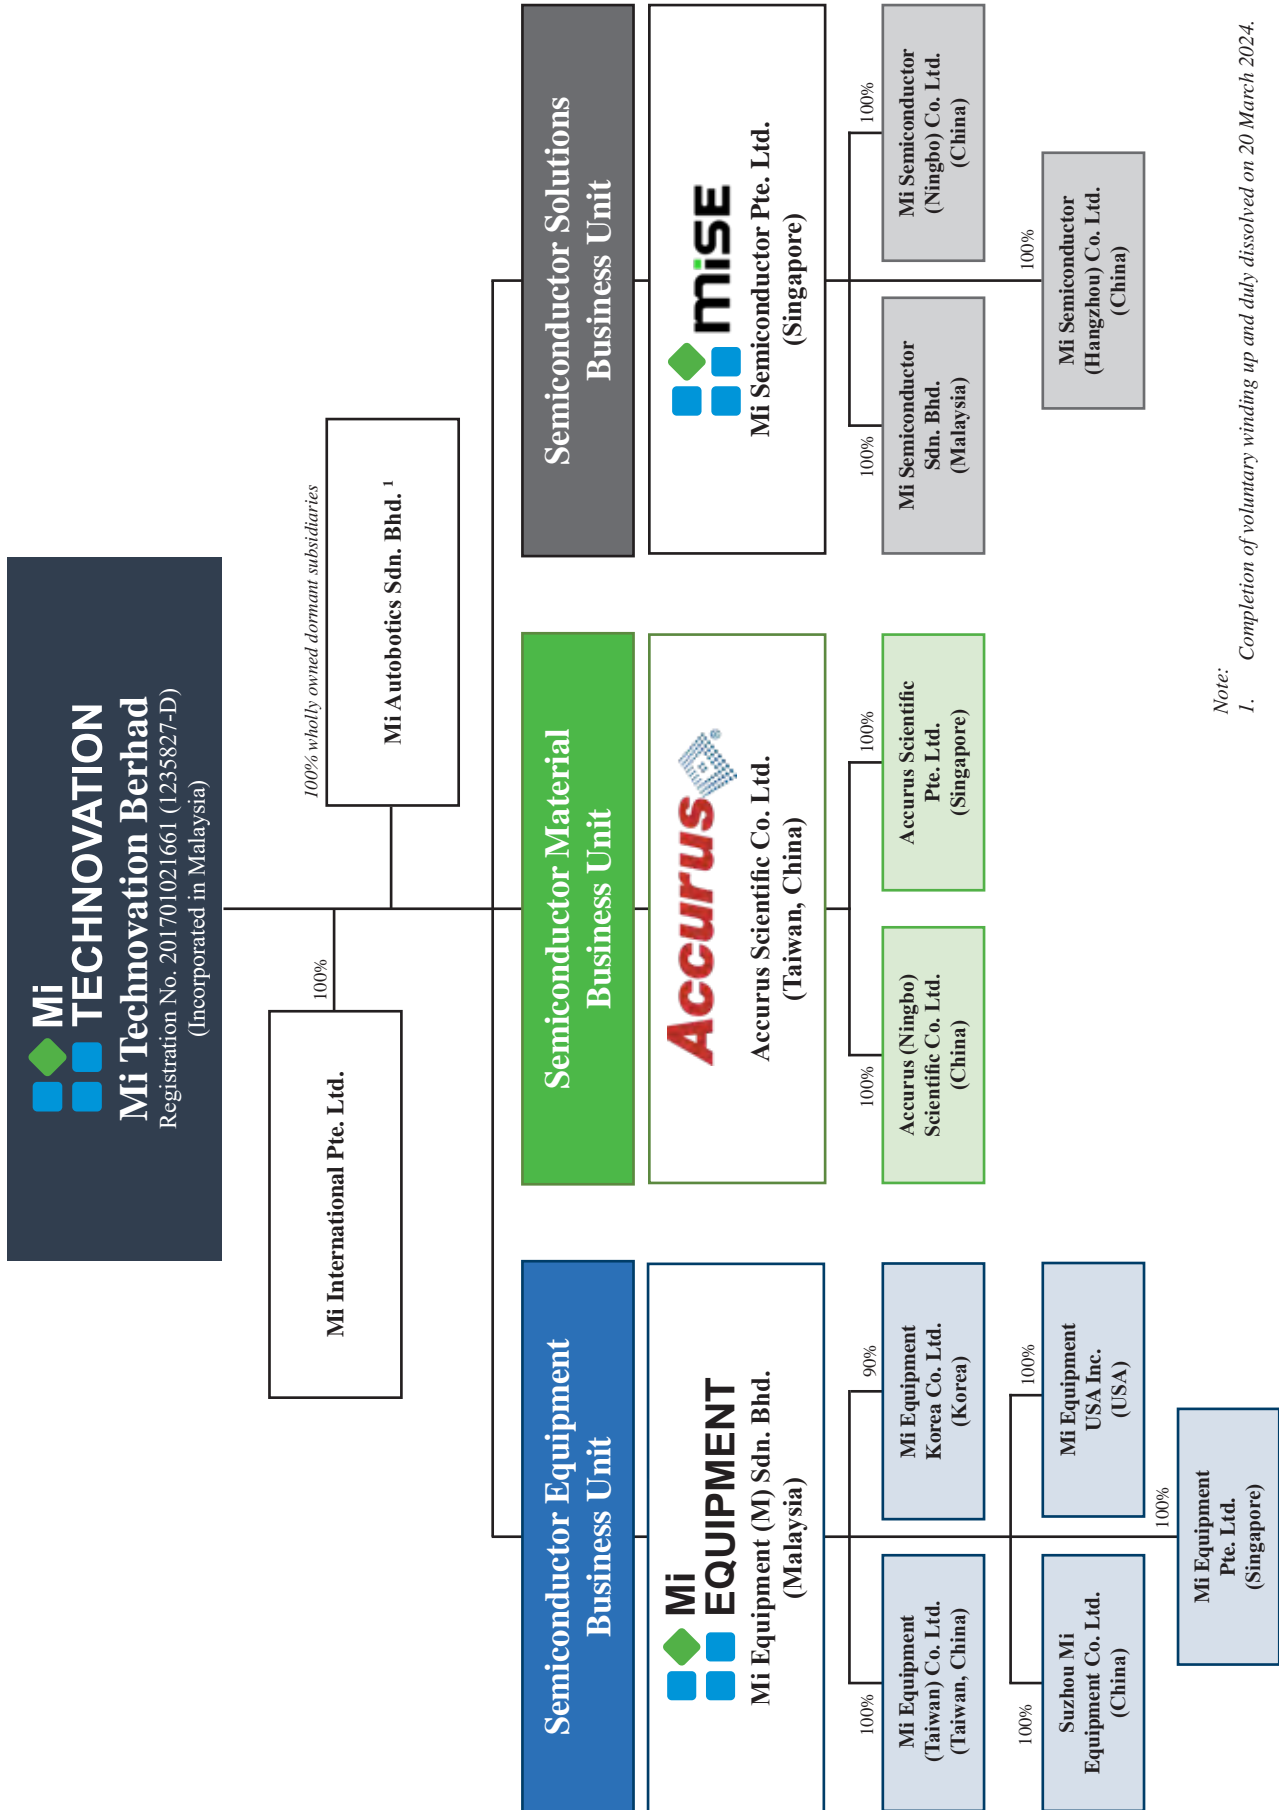 Mi
TECHNOVATION
Mi Technovation Berhad
Registration No. 201701021661 (1235827-D)
(Incorporated in Malaysia)
100%
Mi International Pte. Ltd.
100% wholly owned dormant subsidiaries
Mi Autobotics Sdn. Bhd. 1
Semiconductor Equipment
Business Unit
Mi
EQUIPMENT
Mi Equipment (M) Sdn. Bhd.
(Malaysia)
100%
Mi Equipment
(Taiwan) Co. Ltd.
(Taiwan, China)
90%
Mi Equipment
Korea Co. Ltd.
(Korea)
100%
Suzhou Mi
Equipment Co. Ltd.
(China)
100%
Mi Equipment
USA Inc.
(USA)
100%
Mi Equipment
Pte. Ltd.
(Singapore)
Semiconductor Material
Business Unit
Accurus®
Accurus Scientific Co. Ltd.
(Taiwan, China)
100%
Accurus (Ningbo)
Scientific Co. Ltd.
(China)
100%
Accurus Scientific
Pte. Ltd.
(Singapore)
Semiconductor Solutions
Business Unit
miSE
Mi Semiconductor Pte. Ltd.
(Singapore)
100%
Mi Semiconductor
Sdn. Bhd.
(Malaysia)
100%
Mi Semiconductor
(Ningbo) Co. Ltd.
(China)
100%
Mi Semiconductor
(Hangzhou) Co. Ltd.
(China)
Note:
1. Completion of voluntary winding up and duly dissolved on 20 March 2024.